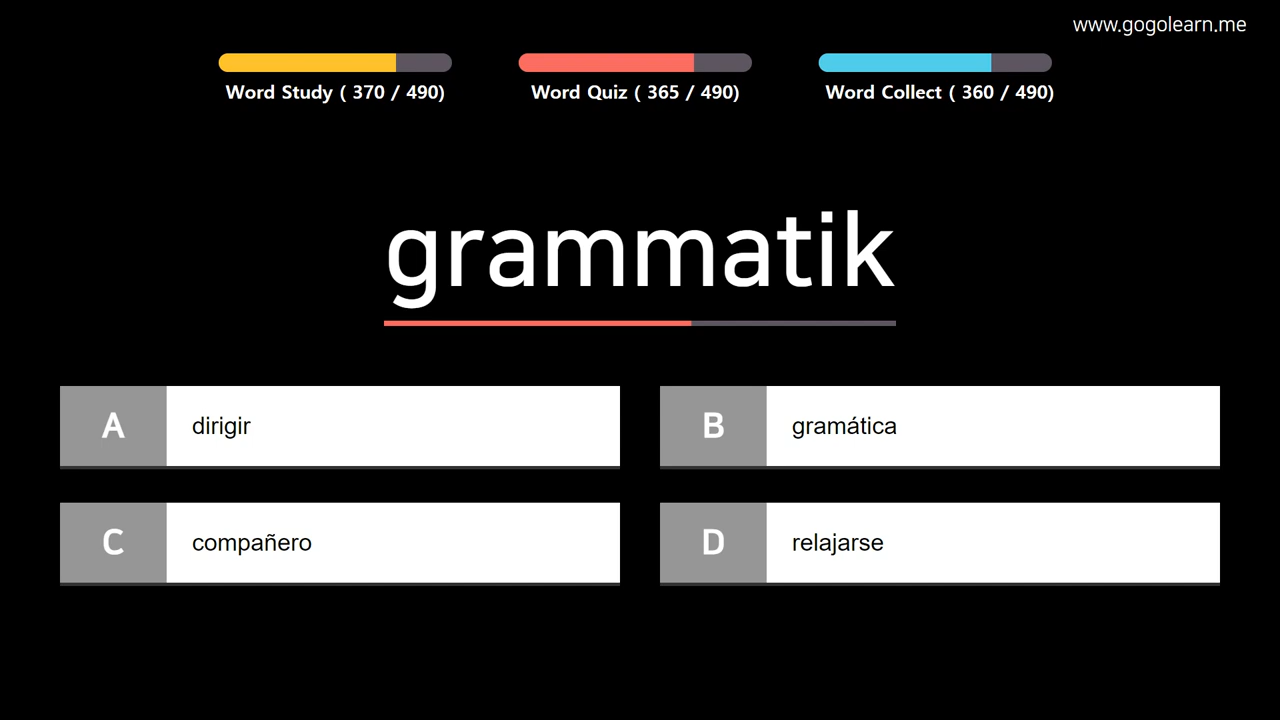 www.gogolearn.me
Word Study ( 370 / 490)
Word Quiz ( 365 / 490)
Word Collect ( 360 / 490)
grammatik
A dirigir
B gramática
C compañero
D relajarse